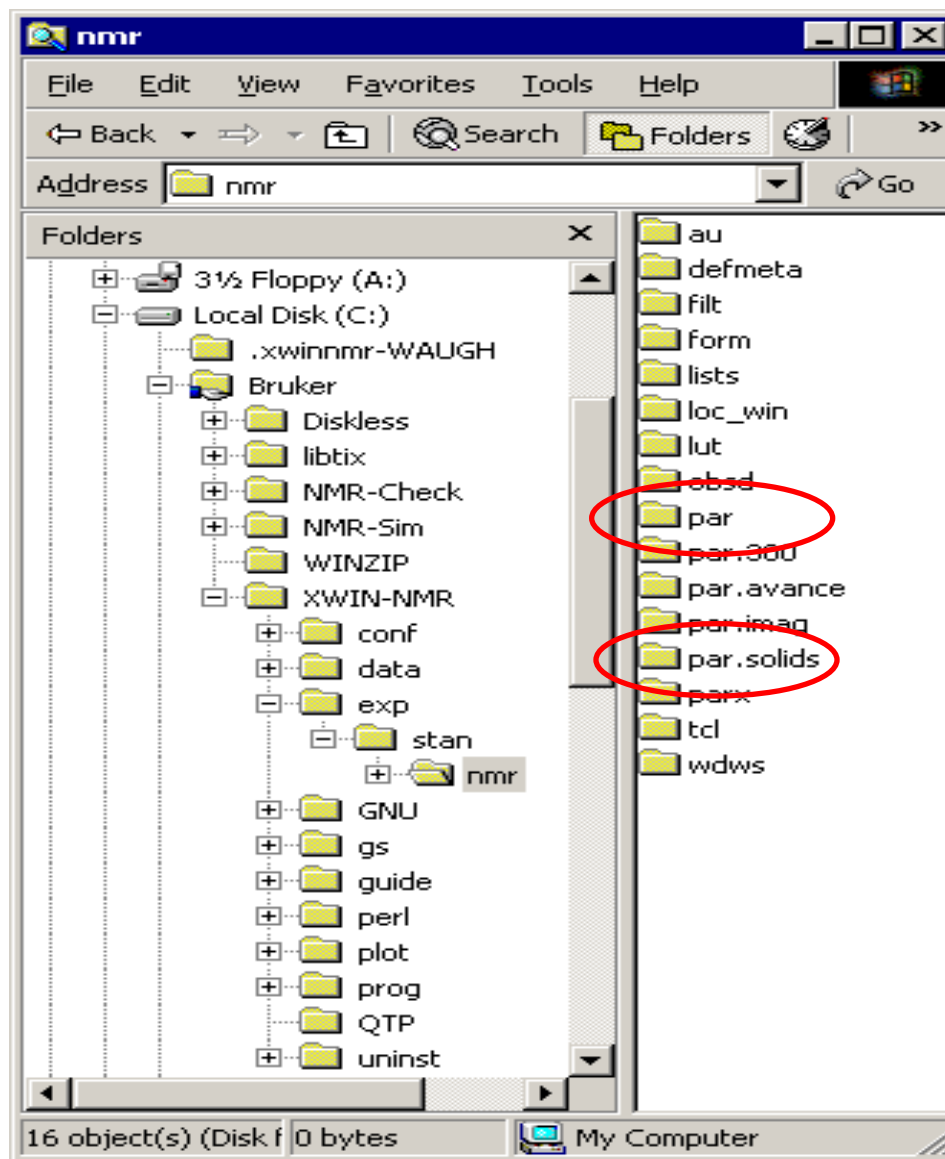 nmr
File Edit View Favorites Tools Help
Back Search Folders »
Address nmr Go
Folders ×
3½ Floppy (A:)
Local Disk (C:)
.xwinnmr-WAUGH
Bruker
Diskless
libtix
NMR-Check
NMR-Sim
WINZIP
XWIN-NMR
conf
data
exp
stan
nmr
GNU
gs
guide
perl
plot
prog
QTP
uninst
au
defmeta
filt
form
lists
loc_win
lut
obsd
par
par.300
par.avance
par.imag
par.solids
parx
tcl
wdws
16 object(s) (Disk f 0 bytes My Computer